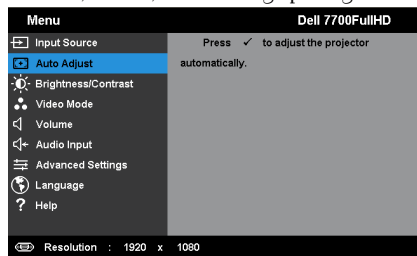 Menu Dell 7700FullHD
Input Source
Auto Adjust
Brightness/Contrast
Video Mode
Volume
Audio Input
Advanced Settings
Language
? Help
Press ✓ to adjust the projector
automatically.
Resolution : 1920 x 1080